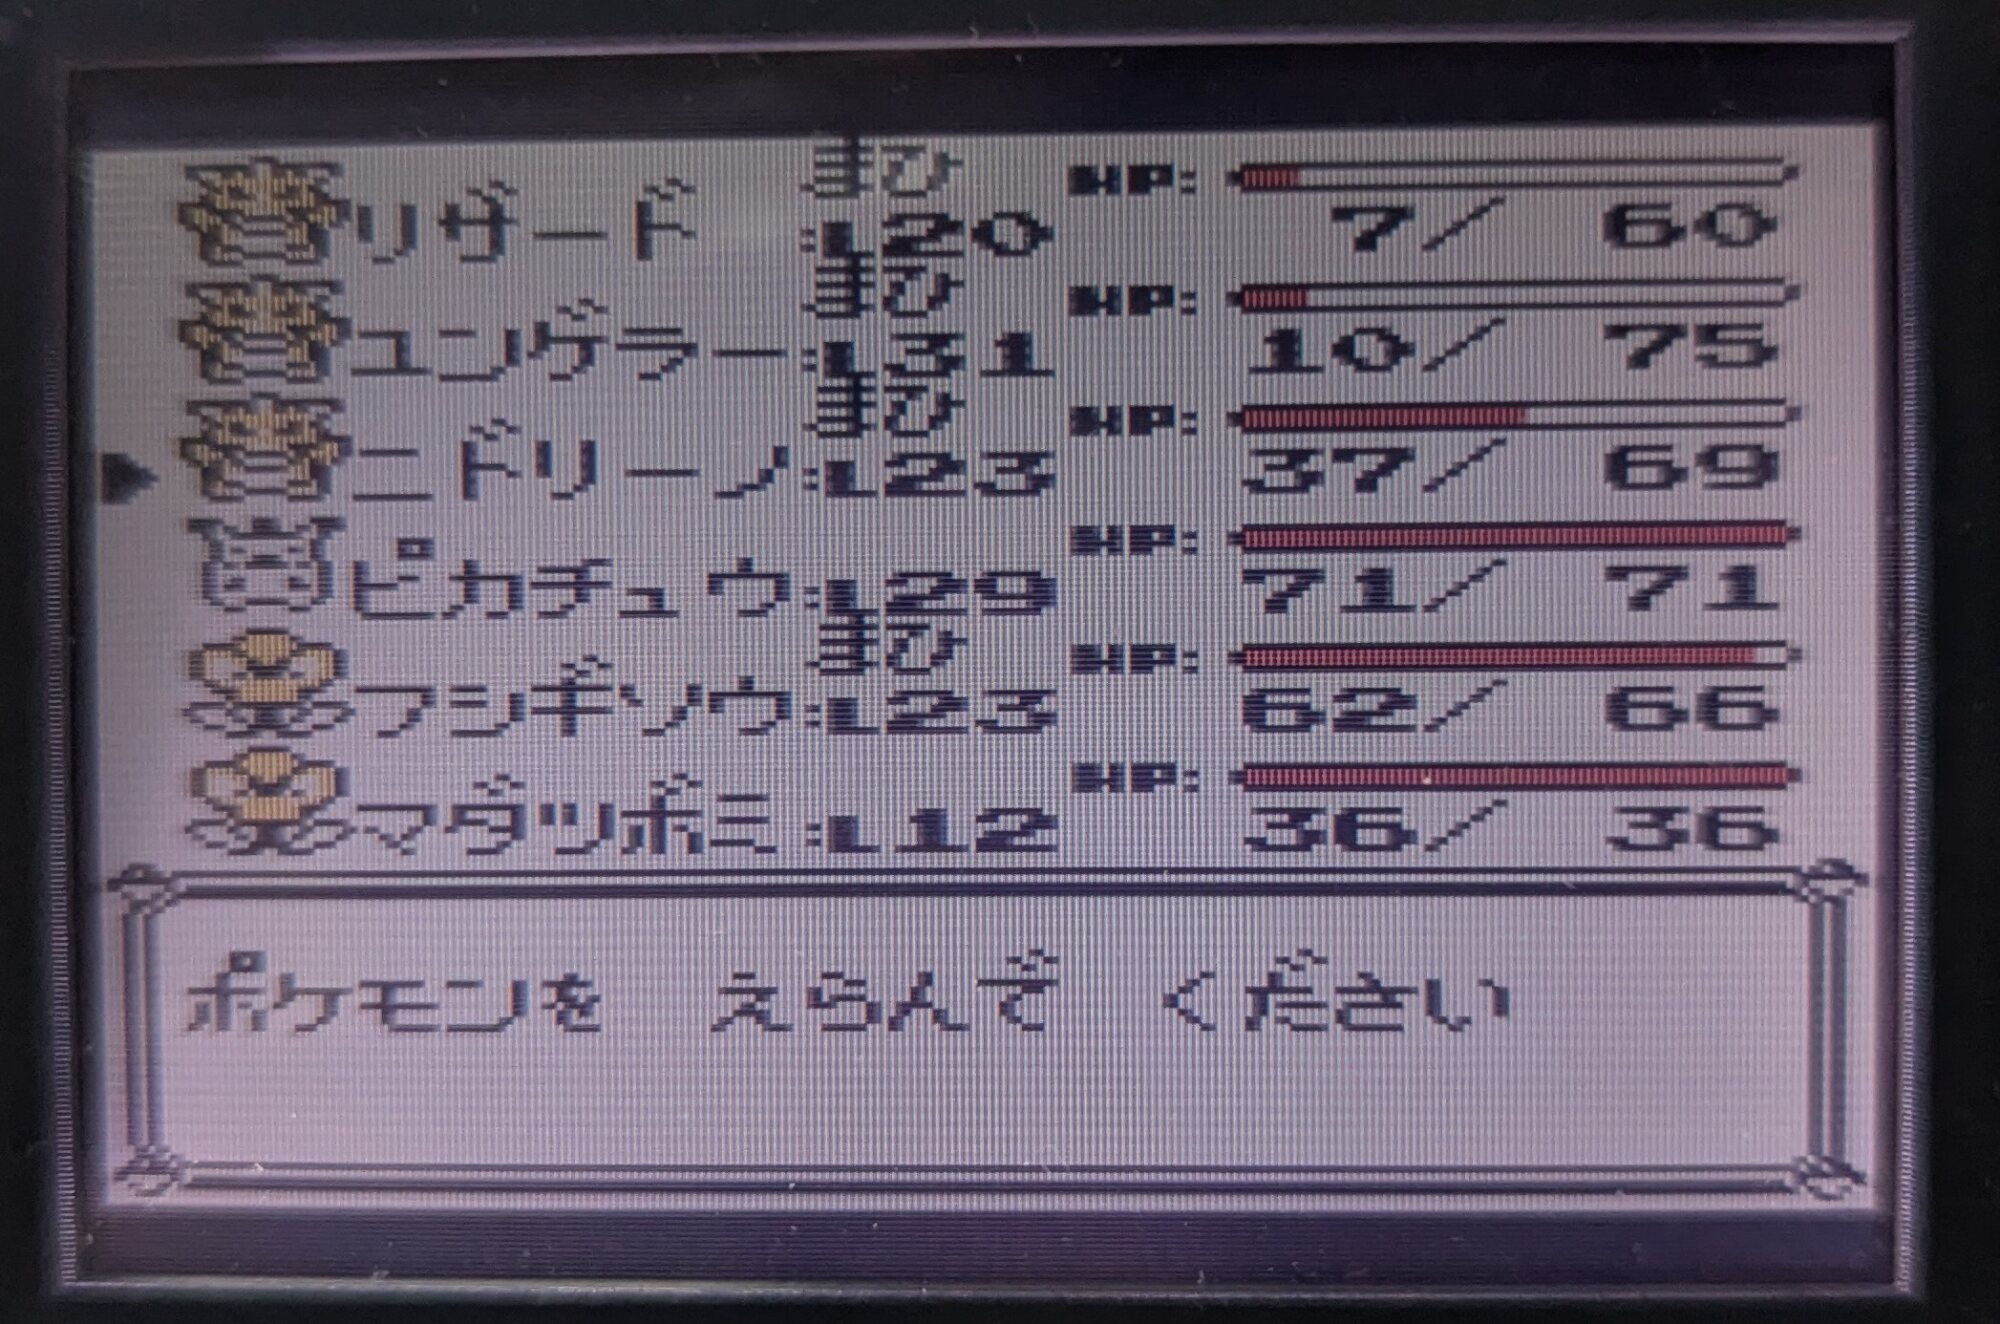 まひ HP:
リザード :L20 7/ 60
まひ HP:
ユンゲラー:L31 10/ 75
まひ HP:
ニドリーノ:L23 37/ 69
HP:
ピカチュウ:L29 71/ 71
まひ HP:
フシギソウ:L23 62/ 66
HP:
マダツボミ:L12 36/ 36
ポケモンを えらんで ください